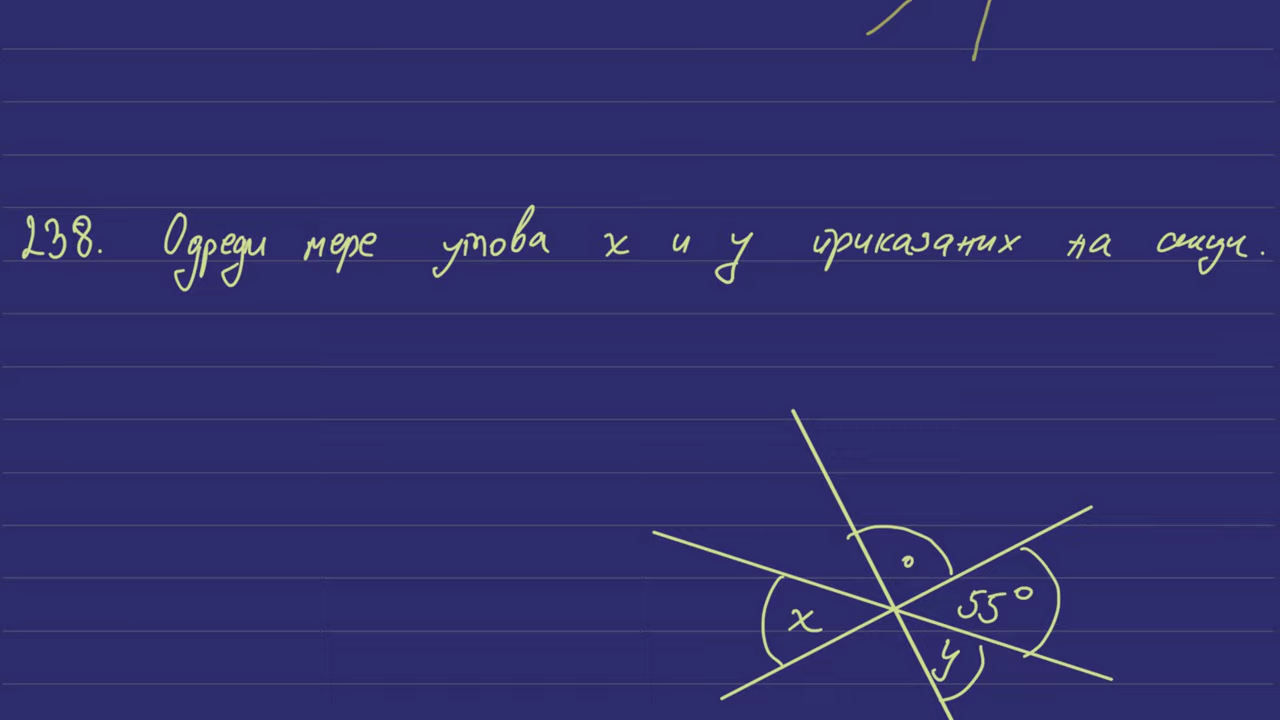 238. Одреди мере углова x и y приказаних на слици.
55°
x
y